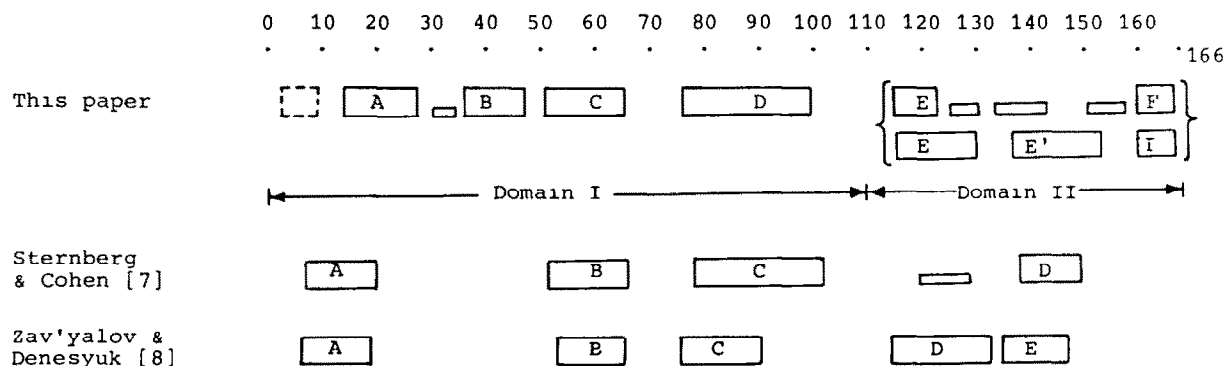 0 10 20 30 40 50 60 70 80 90 100 110 120 130 140 150 160
166
This paper A B C D E F
E E' I
Domain I Domain II
Sternberg
& Cohen [7] A B C D
Zav'yalov &
Denesyuk [8] A B C D E